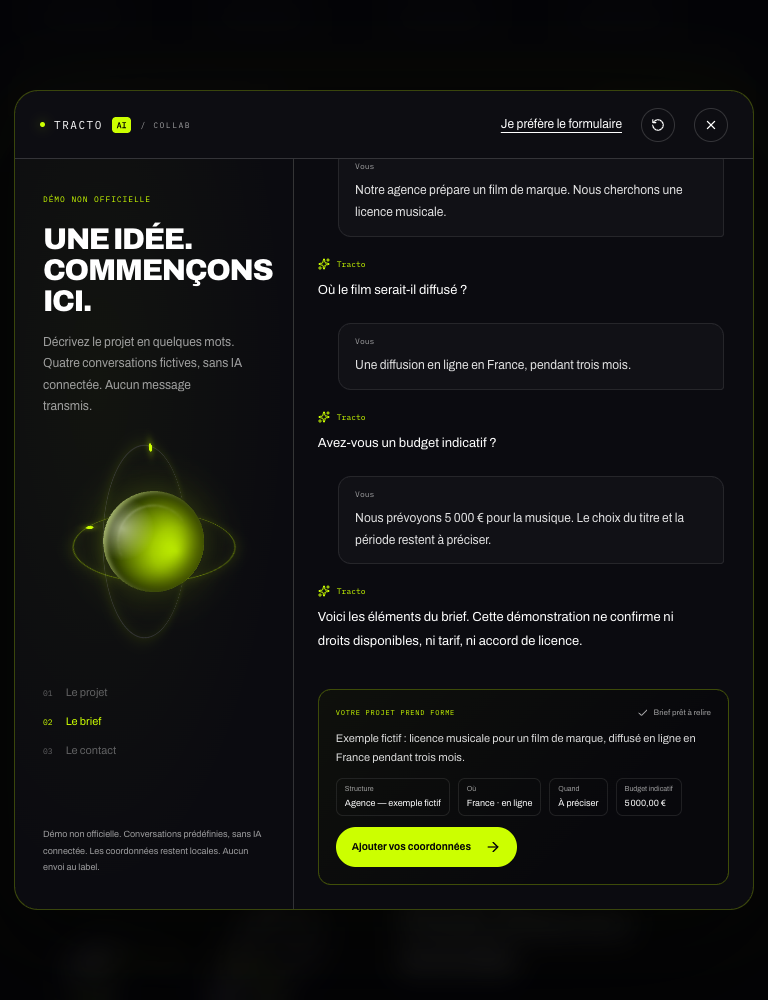 TRACTO AI / COLLAB
Je préfère le formulaire
DÉMO NON OFFICIELLE
UNE IDÉE.
COMMENÇONS
ICI.
Décrivez le projet en quelques mots.
Quatre conversations fictives, sans IA
connectée. Aucun message
transmis.
01 Le projet
02 Le brief
03 Le contact
Démo non officielle. Conversations prédéfinies, sans IA
connectée. Les coordonnées restent locales. Aucun
envoi au label.
Vous
Notre agence prépare un film de marque. Nous cherchons une
licence musicale.
Tracto
Où le film serait-il diffusé ?
Vous
Une diffusion en ligne en France, pendant trois mois.
Tracto
Avez-vous un budget indicatif ?
Vous
Nous prévoyons 5 000 € pour la musique. Le choix du titre et la
période restent à préciser.
Tracto
Voici les éléments du brief. Cette démonstration ne confirme ni
droits disponibles, ni tarif, ni accord de licence.
VOTRE PROJET PREND FORME
Brief prêt à relire
Exemple fictif : licence musicale pour un film de marque, diffusé en ligne en
France pendant trois mois.
Structure
Agence — exemple fictif
Où
France · en ligne
Quand
À préciser
Budget indicatif
5 000,00 €
Ajouter vos coordonnées